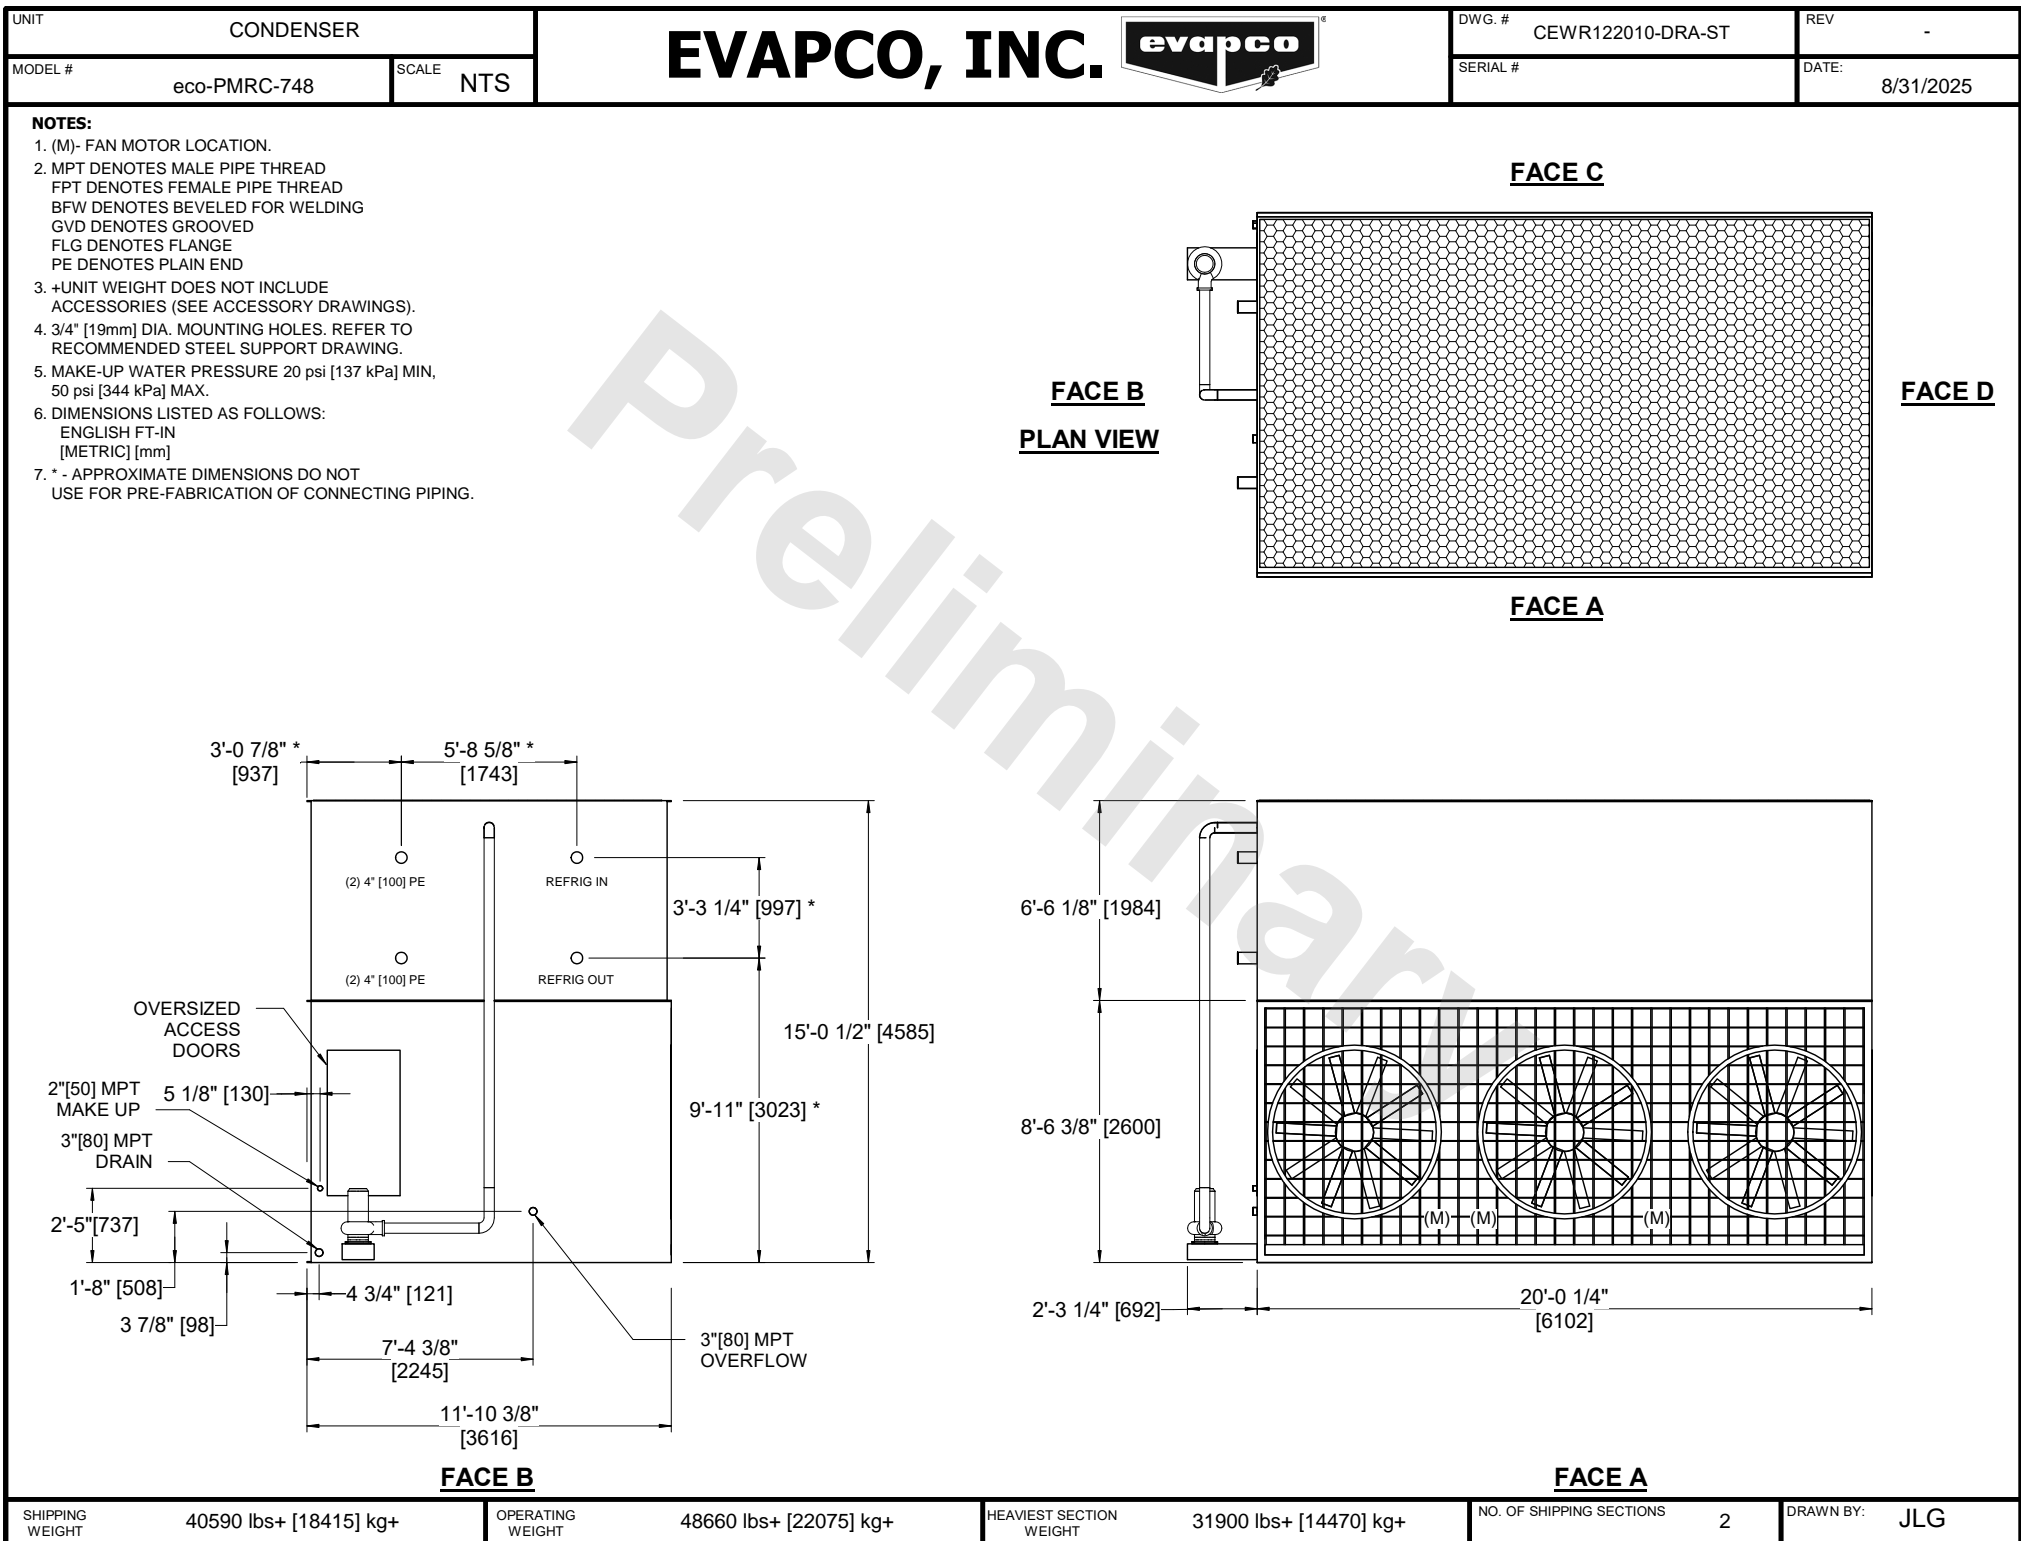 UNIT
CONDENSER
MODEL #
eco-PMRC-748
SCALE
NTS
EVAPCO, INC.
evapco
®
DWG. #
CEWR122010-DRA-ST
REV
-
SERIAL #
DATE:
8/31/2025
NOTES:
1. (M)- FAN MOTOR LOCATION.
2. MPT DENOTES MALE PIPE THREAD
FPT DENOTES FEMALE PIPE THREAD
BFW DENOTES BEVELED FOR WELDING
GVD DENOTES GROOVED
FLG DENOTES FLANGE
PE DENOTES PLAIN END
3. +UNIT WEIGHT DOES NOT INCLUDE
ACCESSORIES (SEE ACCESSORY DRAWINGS).
4. 3/4" [19mm] DIA. MOUNTING HOLES. REFER TO
RECOMMENDED STEEL SUPPORT DRAWING.
5. MAKE-UP WATER PRESSURE 20 psi [137 kPa] MIN,
50 psi [344 kPa] MAX.
6. DIMENSIONS LISTED AS FOLLOWS:
ENGLISH FT-IN
[METRIC] [mm]
7. * - APPROXIMATE DIMENSIONS DO NOT
USE FOR PRE-FABRICATION OF CONNECTING PIPING.
Preliminary
FACE C
FACE B
PLAN VIEW
FACE D
FACE A
3'-0 7/8" *
[937]
5'-8 5/8" *
[1743]
(2) 4" [100] PE
REFRIG IN
3'-3 1/4" [997] *
(2) 4" [100] PE
REFRIG OUT
OVERSIZED
ACCESS
DOORS
15'-0 1/2" [4585]
2"[50] MPT
MAKE UP
5 1/8" [130]
9'-11" [3023] *
3"[80] MPT
DRAIN
2'-5"[737]
1'-8" [508]
4 3/4" [121]
3 7/8" [98]
7'-4 3/8"
[2245]
3"[80] MPT
OVERFLOW
11'-10 3/8"
[3616]
FACE B
6'-6 1/8" [1984]
8'-6 3/8" [2600]
(M)
(M)
(M)
2'-3 1/4" [692]
20'-0 1/4"
[6102]
FACE A
SHIPPING
WEIGHT
40590 lbs+ [18415] kg+
OPERATING
WEIGHT
48660 lbs+ [22075] kg+
HEAVIEST SECTION
WEIGHT
31900 lbs+ [14470] kg+
NO. OF SHIPPING SECTIONS
2
DRAWN BY:
JLG